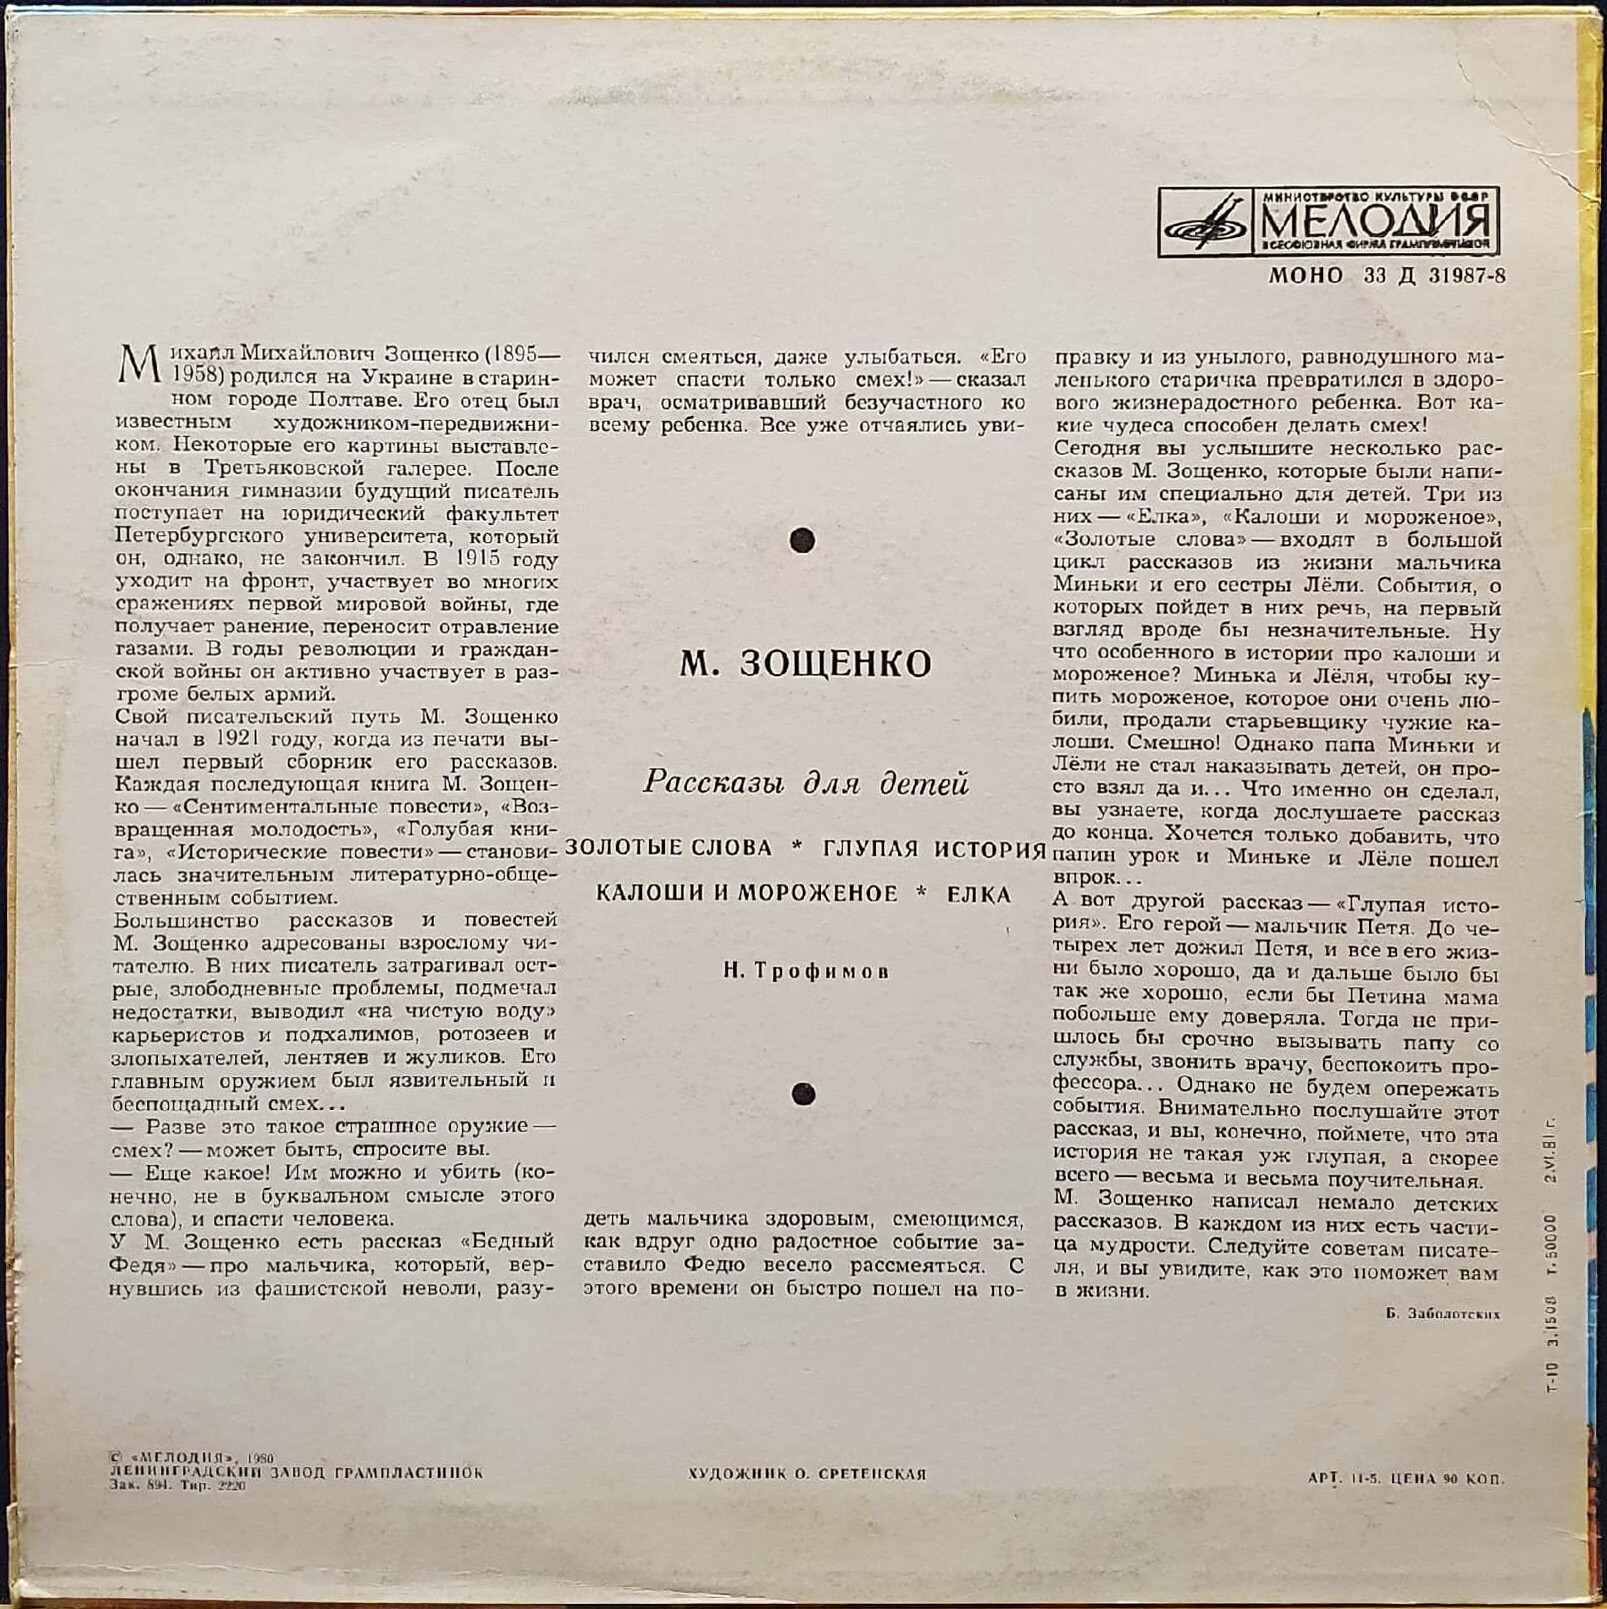 МИНИСТЕРСТВО КУЛЬТУРЫ СССР
МЕЛОДИЯ
ВСЕСОЮЗНАЯ ФИРМА ГРАМПЛАСТИНОК
МОНО 33 Д 31987-8
Михаил Михайлович Зощенко (1895—
1958) родился на Украине в старин-
ном городе Полтаве. Его отец был
известным художником-передвижни-
ком. Некоторые его картины выставле-
ны в Третьяковской галерее. После
окончания гимназии будущий писатель
поступает на юридический факультет
Петербургского университета, который
он, однако, не закончил. В 1915 году
уходит на фронт, участвует во многих
сражениях первой мировой войны, где
получает ранение, переносит отравление
газами. В годы революции и граждан-
ской войны он активно участвует в раз-
громе белых армий.
Свой писательский путь М. Зощенко
начал в 1921 году, когда из печати вы-
шел первый сборник его рассказов.
Каждая последующая книга М. Зощен-
ко — «Сентиментальные повести», «Воз-
вращенная молодость», «Голубая кни-
га», «Исторические повести» — станови-
лась значительным литературно-обще-
ственным событием.
Большинство рассказов и повестей
М. Зощенко адресованы взрослому чи-
тателю. В них писатель затрагивал ост-
рые, злободневные проблемы, подмечал
недостатки, выводил «на чистую воду»
карьеристов и подхалимов, ротозеев и
злопыхателей, лентяев и жуликов. Его
главным оружием был язвительный и
беспощадный смех...
— Разве это такое страшное оружие —
смех? — может быть, спросите вы.
— Еще какое! Им можно и убить (ко-
нечно, не в буквальном смысле этого
слова), и спасти человека.
У М. Зощенко есть рассказ «Бедный
Федя» — про мальчика, который, вер-
нувшись из фашистской неволи, разу-
чился смеяться, даже улыбаться. «Его
может спасти только смех!» — сказал
врач, осматривавший безучастного ко
всему ребенка. Все уже отчаялись уви-
М. ЗОЩЕНКО
Рассказы для детей
ЗОЛОТЫЕ СЛОВА * ГЛУПАЯ ИСТОРИЯ
КАЛОШИ И МОРОЖЕНОЕ * ЕЛКА
Н. Трофимов
деть мальчика здоровым, смеющимся,
как вдруг одно радостное событие за-
ставило Федю весело рассмеяться. С
этого времени он быстро пошел на по-
правку и из унылого, равнодушного ма-
ленького старичка превратился в здоро-
вого жизнерадостного ребенка. Вот ка-
кие чудеса способен делать смех!
Сегодня вы услышите несколько рас-
сказов М. Зощенко, которые были напи-
саны им специально для детей. Три из
них — «Елка», «Калоши и мороженое»,
«Золотые слова» — входят в большой
цикл рассказов из жизни мальчика
Миньки и его сестры Лёли. События, о
которых пойдет в них речь, на первый
взгляд вроде бы незначительные. Ну
что особенного в истории про калоши и
мороженое? Минька и Лёля, чтобы ку-
пить мороженое, которое они очень лю-
били, продали старьевщику чужие ка-
лоши. Смешно! Однако папа Миньки и
Лёли не стал наказывать детей, он про-
сто взял да и... Что именно он сделал,
вы узнаете, когда дослушаете рассказ
до конца. Хочется только добавить, что
папин урок и Миньке и Лёле пошел
впрок...
А вот другой рассказ — «Глупая исто-
рия». Его герой — мальчик Петя. До че-
тырех лет дожил Петя, и все в его жиз-
ни было хорошо, да и дальше было бы
так же хорошо, если бы Петина мама
побольше ему доверяла. Тогда не при-
шлось бы срочно вызывать папу со
службы, звонить врачу, беспокоить про-
фессора... Однако не будем опережать
события. Внимательно послушайте этот
рассказ, и вы, конечно, поймете, что эта
история не такая уж глупая, а скорее
всего — весьма и весьма поучительная.
М. Зощенко написал немало детских
рассказов. В каждом из них есть части-
ца мудрости. Следуйте советам писате-
ля, и вы увидите, как это поможет вам
в жизни.
Б. Заболотских
Т-10 З.1508 Т.50000 2.VI.81 г.
© «МЕЛОДИЯ», 1980
ЛЕНИНГРАДСКИЙ ЗАВОД ГРАМПЛАСТИНОК
Зак. 894. Тир. 2220
ХУДОЖНИК О. СРЕТЕНСКАЯ
АРТ. 11-5. ЦЕНА 90 КОП.